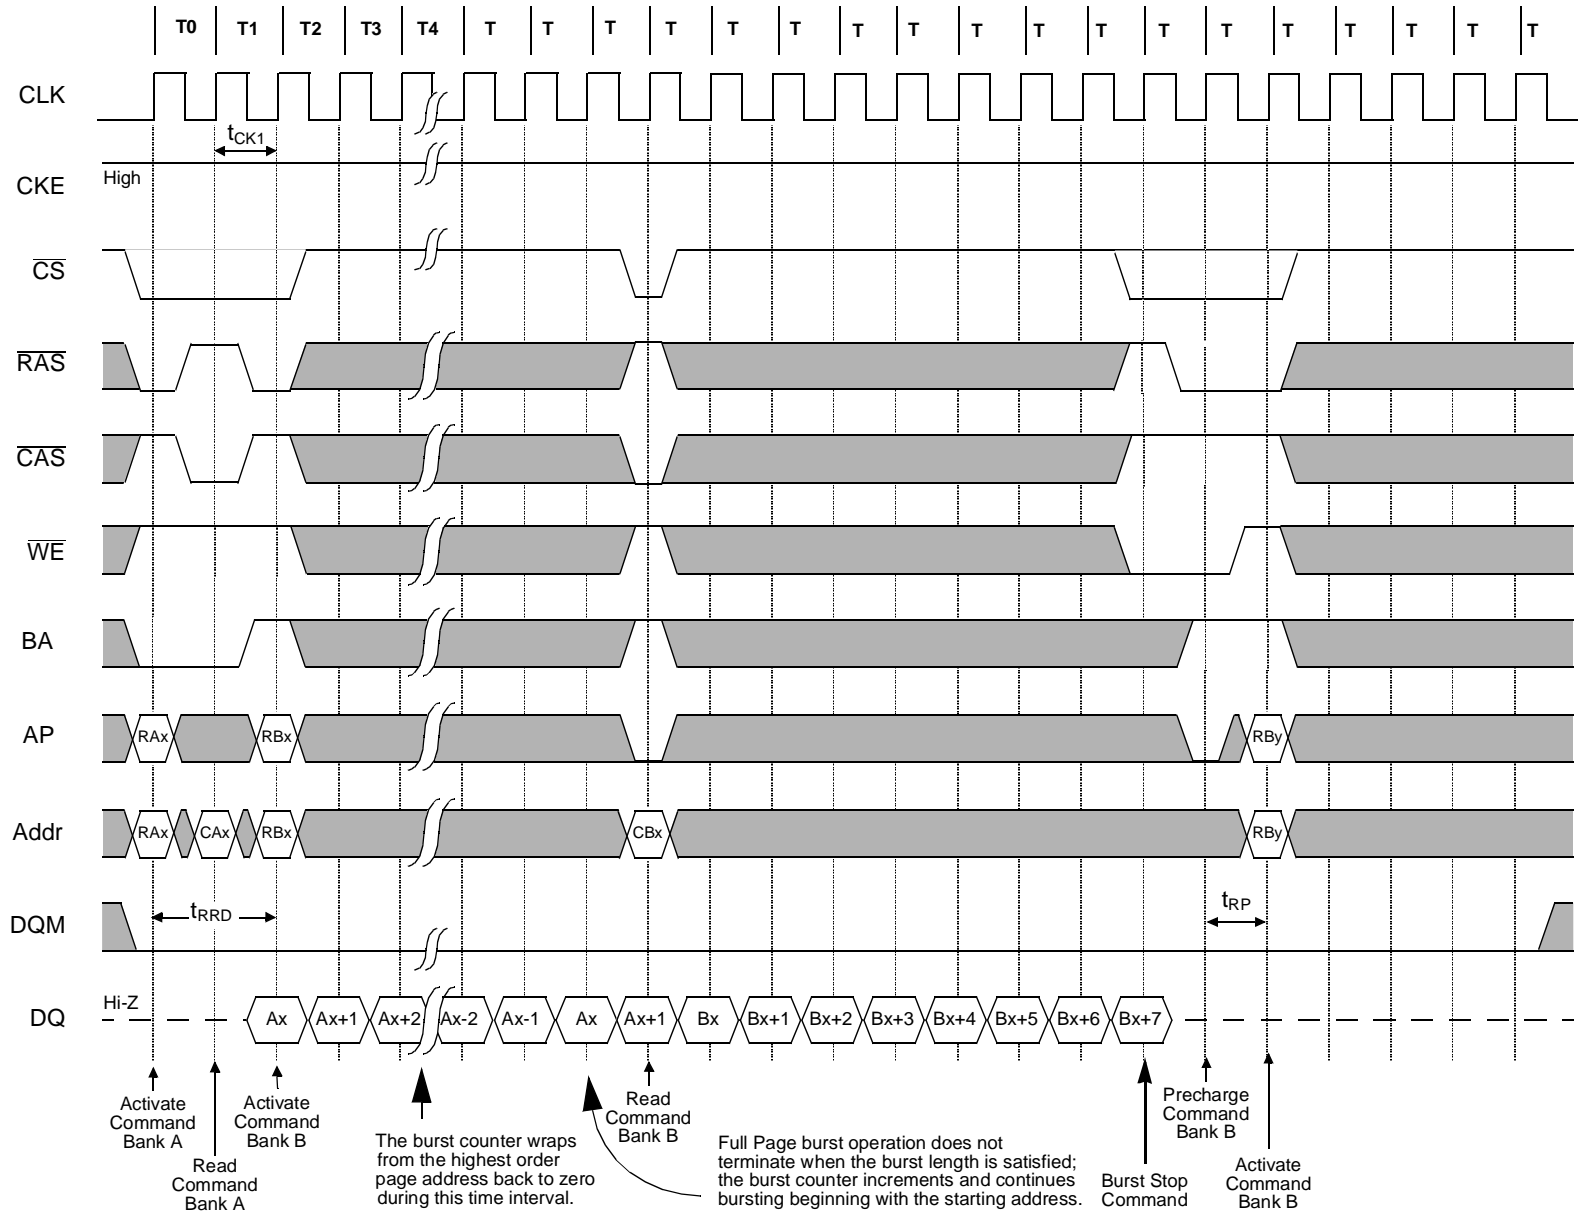 T0 T1 T2 T3 T4 T T T T T T T T T T T T T T T T T T
CLK
tCK1
CKE
High
CS
RAS
CAS
WE
BA
AP
RAx RBx RBy
Addr
RAx CAx RBx CBx RBy
DQM
tRRD
tRP
DQ
Hi-Z
Ax Ax+1 Ax+2 Ax-2 Ax-1 Ax Ax+1 Bx Bx+1 Bx+2 Bx+3 Bx+4 Bx+5 Bx+6 Bx+7
Activate
Command
Bank A
Read
Command
Bank A
Activate
Command
Bank B
The burst counter wraps
from the highest order
page address back to zero
during this time interval.
Read
Command
Bank B
Full Page burst operation does not
terminate when the burst length is satisfied;
the burst counter increments and continues
bursting beginning with the starting address.
Burst Stop
Command
Precharge
Command
Bank B
Activate
Command
Bank B